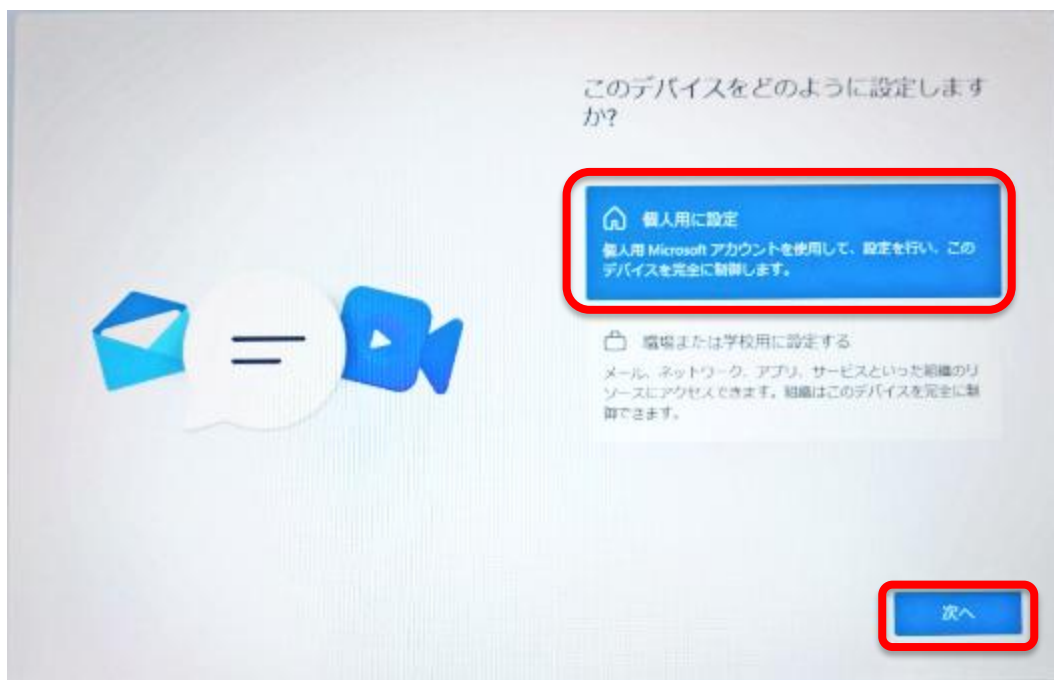 このデバイスをどのように設定します
か?
個人用に設定
個人用 Microsoft アカウントを使用して、設定を行い、この
デバイスを完全に制御します。
職場または学校用に設定する
メール、ネットワーク、アプリ、サービスといった組織のリ
ソースにアクセスできます。組織はこのデバイスを完全に制
御できます。
次へ